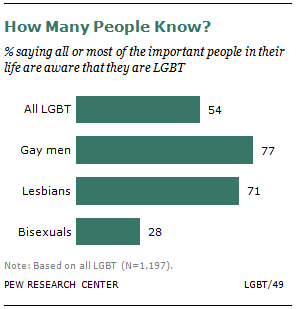 How Many People Know?
% saying all or most of the important people in their
life are aware that they are LGBT
All LGBT 54
Gay men 77
Lesbians 71
Bisexuals 28
Note: Based on all LGBT (N=1,197).
PEW RESEARCH CENTER LGBT/49